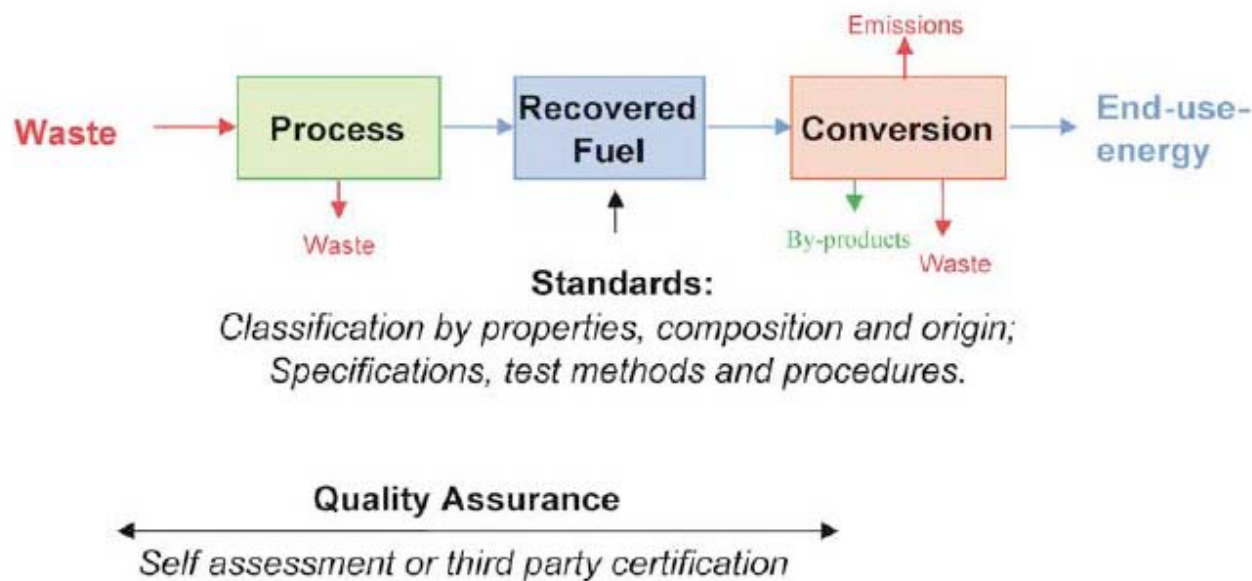 Emissions
Waste
Process
Recovered
Fuel
Conversion
End-use-
energy
Waste
By-products
Waste
Standards:
Classification by properties, composition and origin;
Specifications, test methods and procedures.
Quality Assurance
Self assessment or third party certification